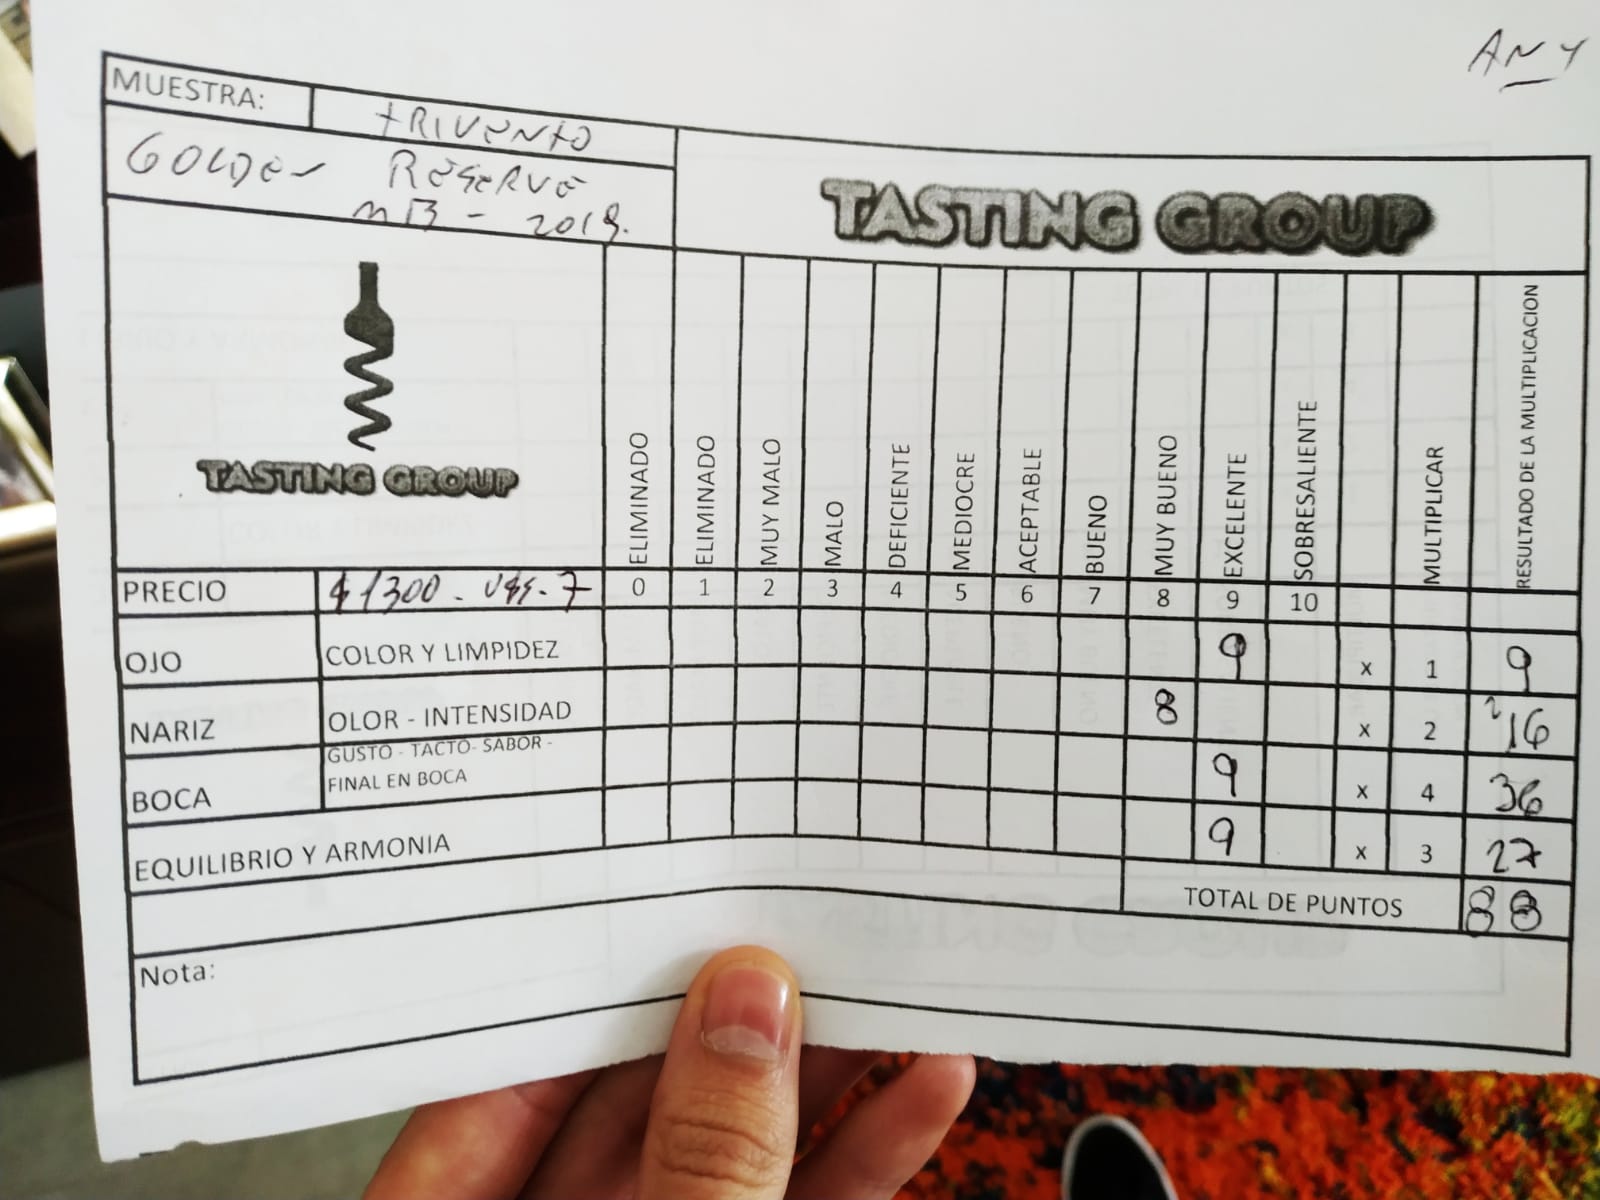 ANY
MUESTRA: tRIVENtO
GOLDEN RESERVE
MB - 2019.
TASTING GROUP
TASTING GROUP
ELIMINADO ELIMINADO MUY MALO MALO DEFICIENTE MEDIOCRE ACEPTABLE BUENO MUY BUENO EXCELENTE SOBRESALIENTE MULTIPLICAR RESULTADO DE LA MULTIPLICACION
PRECIO $1300 - U$S. 7 0 1 2 3 4 5 6 7 8 9 10
OJO COLOR Y LIMPIDEZ 9 x 1 9
NARIZ OLOR - INTENSIDAD 8 x 2 16
BOCA GUSTO - TACTO- SABOR -
FINAL EN BOCA 9 x 4 36
EQUILIBRIO Y ARMONIA 9 x 3 27
TOTAL DE PUNTOS 88
Nota: